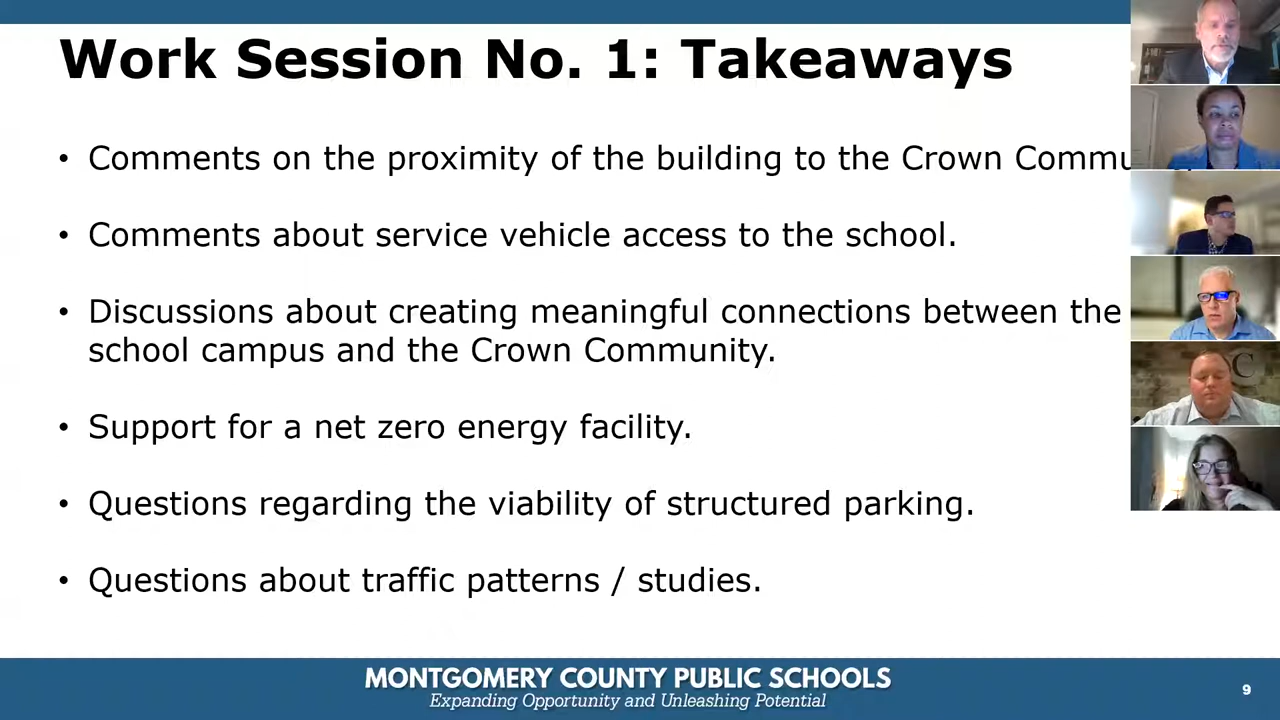 Work Session No. 1: Takeaways
• Comments on the proximity of the building to the Crown
• Comments about service vehicle access to the school.
• Discussions about creating meaningful connections between the
school campus and the Crown Community.
• Support for a net zero energy facility.
• Questions regarding the viability of structured parking.
• Questions about traffic patterns / studies.
MONTGOMERY COUNTY PUBLIC SCHOOLS
Expanding Opportunity and Unleashing Potential
9
C